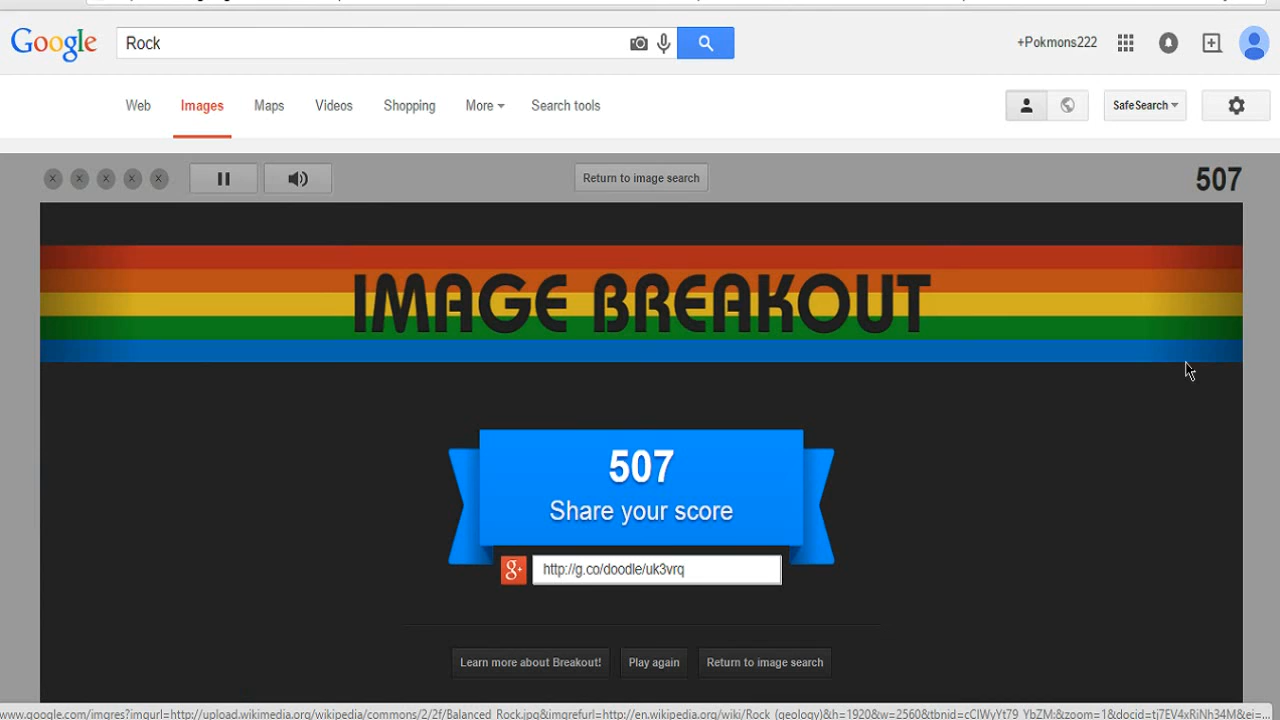 Google
Rock
+Pokmons222
Web Images Maps Videos Shopping More Search tools
SafeSearch
Return to image search
507
IMAGE BREAKOUT
507
Share your score
g+ http://g.co/doodle/uk3vrq
Learn more about Breakout! Play again Return to image search
www.google.com/imgres?imgurl=http://upload.wikimedia.org/wikipedia/commons/2/2f/Balanced_Rock.jpg&imgrefurl=http://en.wikipedia.org/wiki/Rock_(geology)&h=1920&w=2560&tbnid=cCIWyYt79_YbZM:&zoom=1&docid=tj7EV4xRiNh34M&ei=...